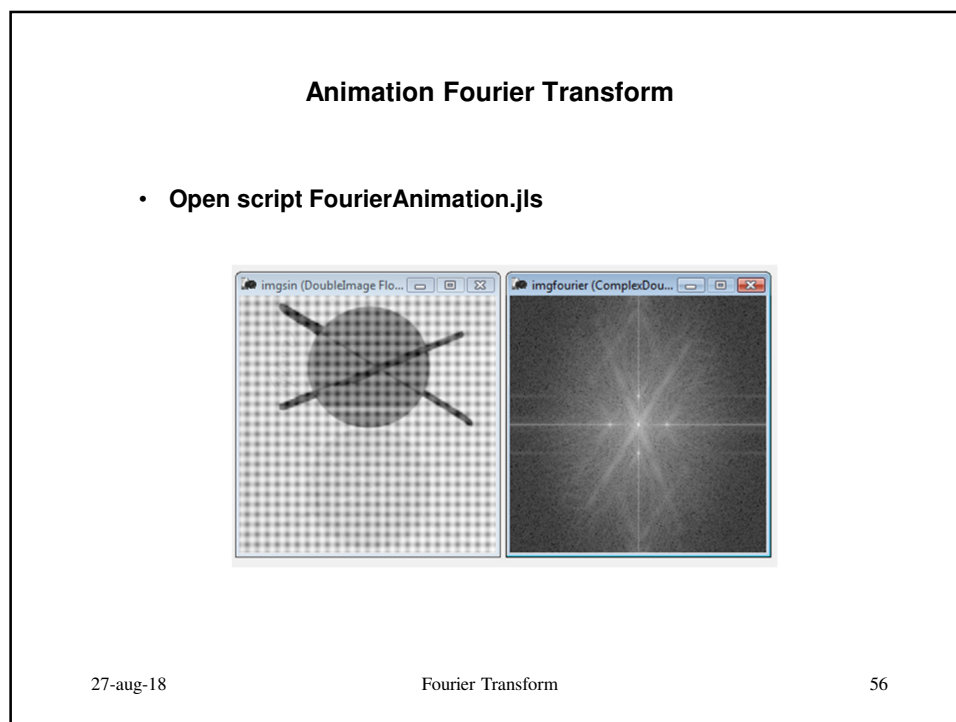 Animation Fourier Transform
• Open script FourierAnimation.jls
imgsin (DoubleImage Flo...
imgfourier (ComplexDou...
27-aug-18
Fourier Transform
56